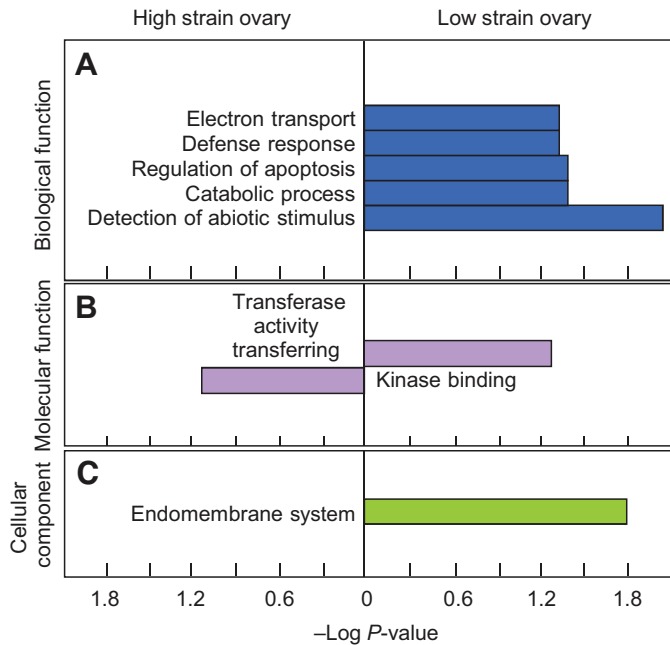 High strain ovary
Low strain ovary
A
Biological function
Electron transport
Defense response
Regulation of apoptosis
Catabolic process
Detection of abiotic stimulus
B
Molecular function
Transferase
activity
transferring
Kinase binding
C
Cellular
component
Endomembrane system
1.8 1.2 0.6 0 0.6 1.2 1.8
–Log P-value